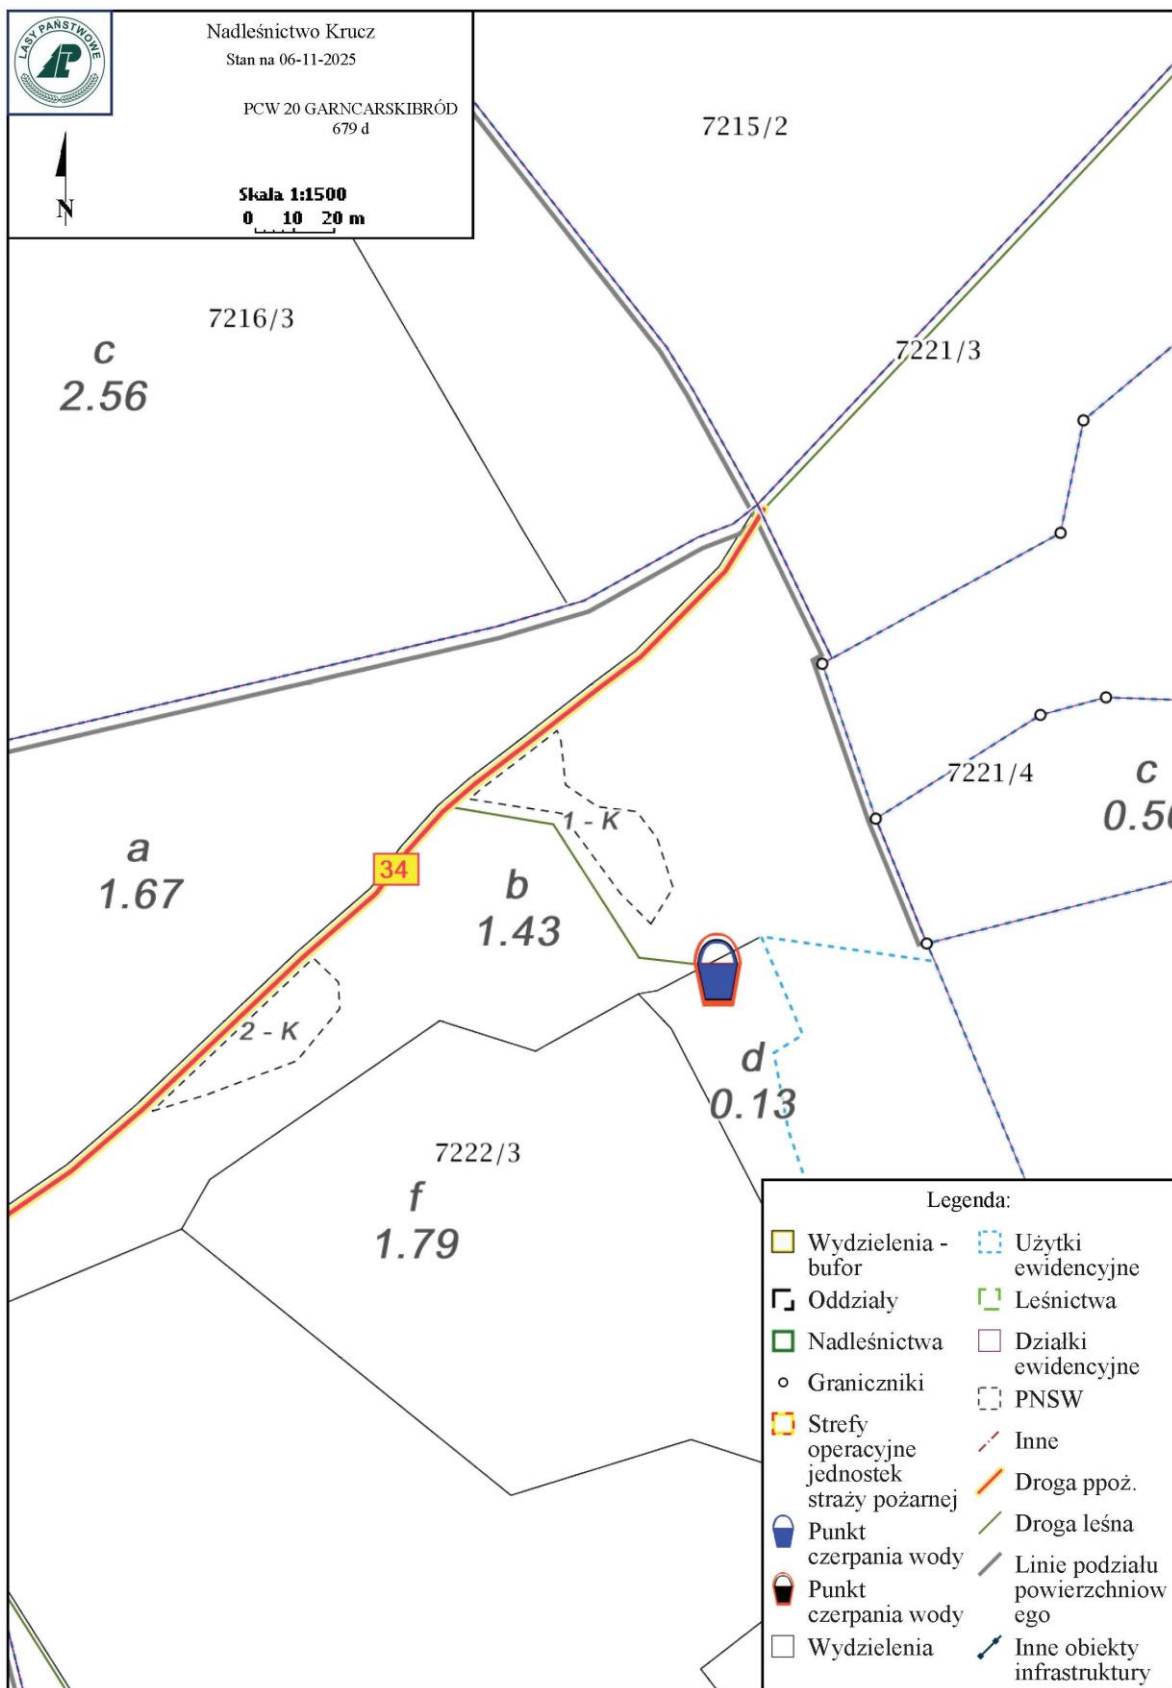 LASY PAŃSTWOWE
Nadleśnictwo Krucz
Stan na 06-11-2025
PCW 20 GARNCARSKIBRÓD
679 d
N
Skala 1:1500
0 10 20 m
7215/2
7216/3
c
2.56
7221/3
7221/4
c
0.50
1 - K
a
1.67
34
b
1.43
2 - K
d
0.13
7222/3
f
1.79
Legenda:
Wydzielenia -
bufor
Oddziały
Nadleśnictwa
Graniczniki
Strefy
operacyjne
jednostek
straży pożarnej
Punkt
czerpania wody
Punkt
czerpania wody
Wydzielenia
Użytki
ewidencyjne
Leśnictwa
Działki
ewidencyjne
PNSW
Inne
Droga ppoż.
Droga leśna
Linie podziału
powierzchniow
ego
Inne obiekty
infrastruktury